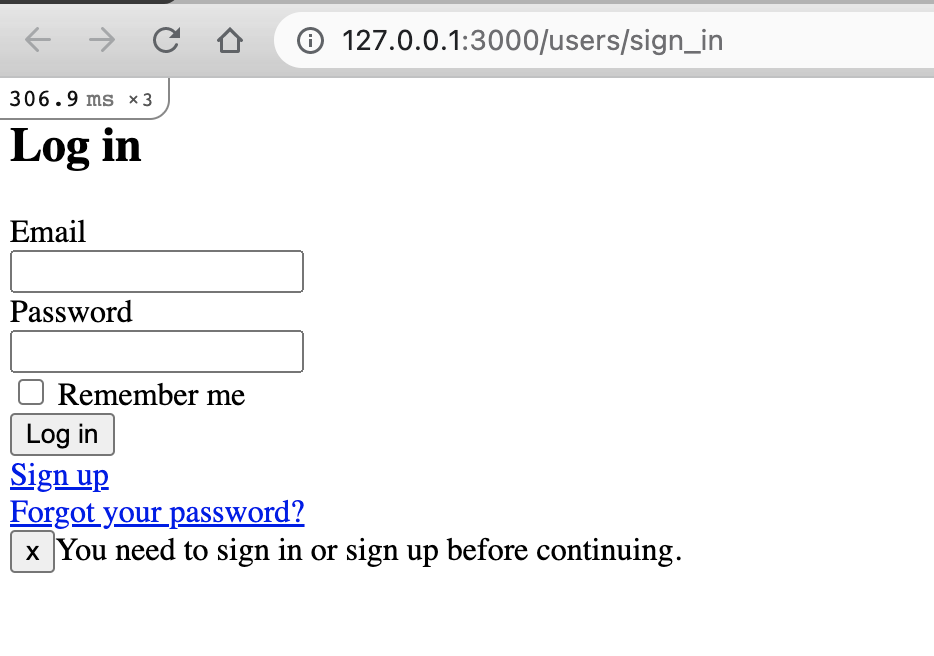 127.0.0.1:3000/users/sign_in
306.9 ms ×3
Log in
Email
Password
Remember me
Log in
Sign up
Forgot your password?
x You need to sign in or sign up before continuing.